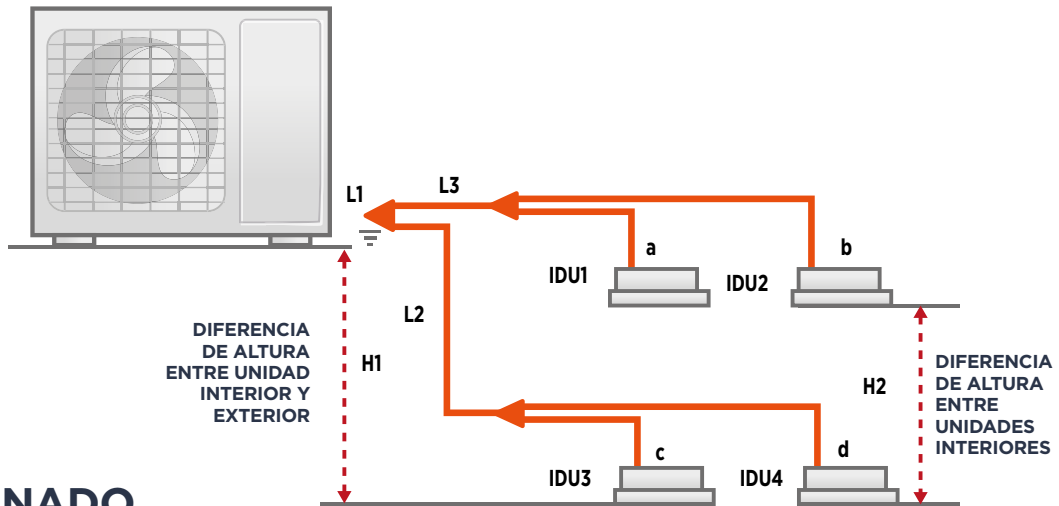 L1
L3
a
b
IDU1
IDU2
L2
DIFERENCIA
DE ALTURA
ENTRE UNIDAD
INTERIOR Y
EXTERIOR
H1
H2
DIFERENCIA
DE ALTURA
ENTRE
UNIDADES
INTERIORES
c
d
IDU3
IDU4